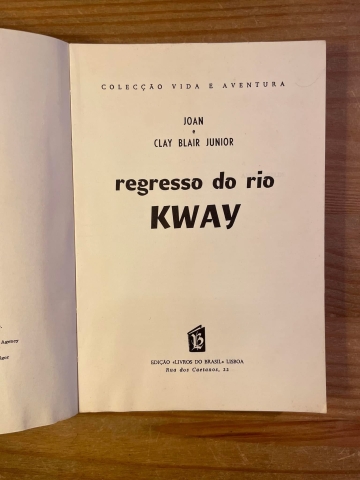 COLECÇÃO VIDA E AVENTURA
JOAN
e
CLAY BLAIR JUNIOR
regresso do rio
KWAY
EDIÇÃO «LIVROS DO BRASIL» LISBOA
Rua dos Caetanos, 22
Agency